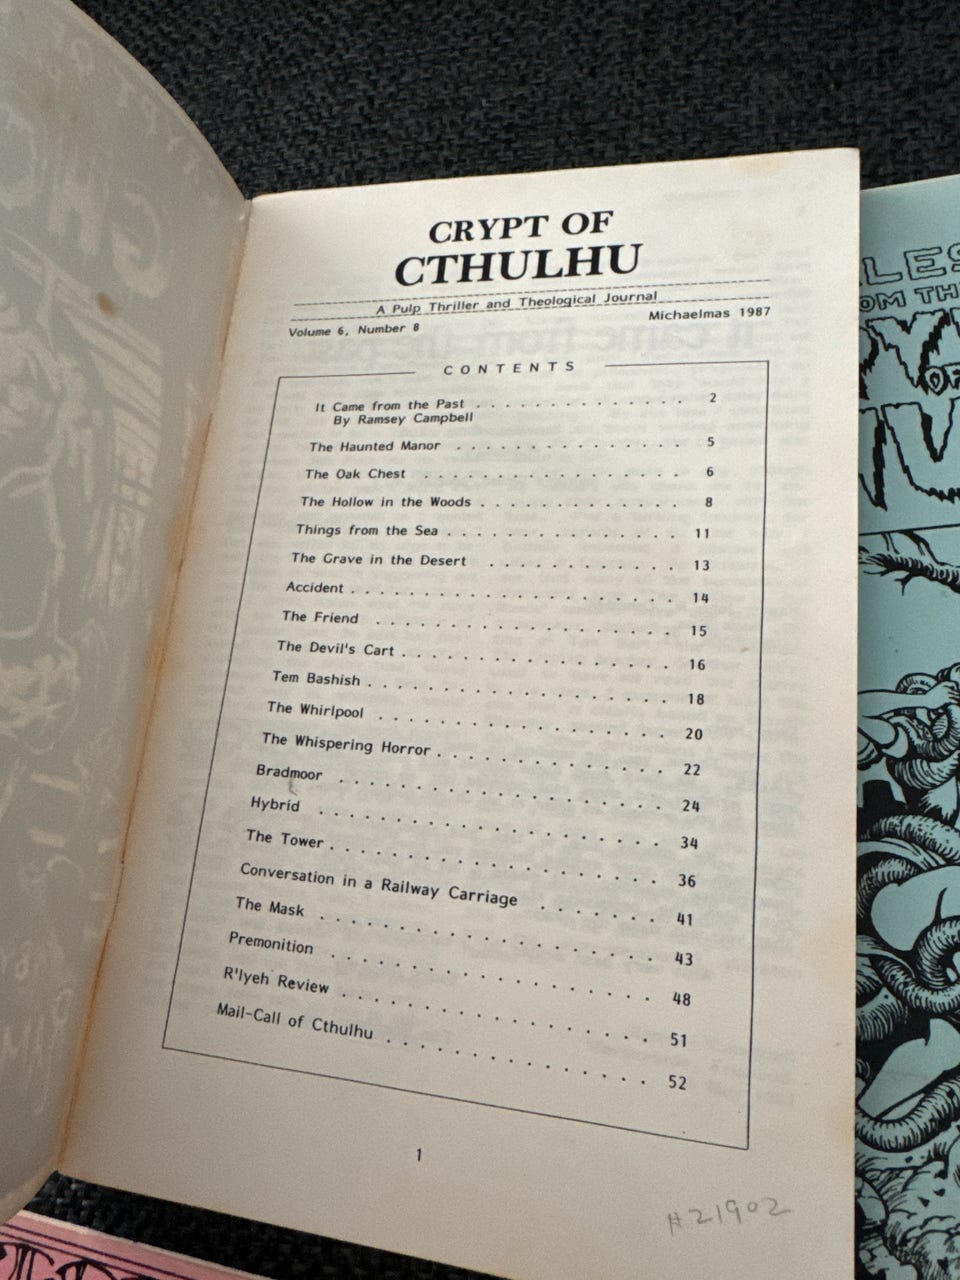 CRYPT OF
CTHULHU
A Pulp Thriller and Theological Journal
Volume 6, Number 8 Michaelmas 1987
CONTENTS
It Came from the Past . . . . . . . . . . . . 2
By Ramsey Campbell
The Haunted Manor . . . . . . . . . . . . . 5
The Oak Chest . . . . . . . . . . . . . . . 6
The Hollow in the Woods . . . . . . . . . . . 8
Things from the Sea . . . . . . . . . . . . . 11
The Grave in the Desert . . . . . . . . . . . 13
Accident . . . . . . . . . . . . . . . . . . 14
The Friend . . . . . . . . . . . . . . . . . 15
The Devil's Cart . . . . . . . . . . . . . . . 16
Tem Bashish . . . . . . . . . . . . . . . . . 18
The Whirlpool . . . . . . . . . . . . . . . . 20
The Whispering Horror . . . . . . . . . . . . . 22
Bradmoor . . . . . . . . . . . . . . . . . . 24
Hybrid . . . . . . . . . . . . . . . . . . . 34
The Tower . . . . . . . . . . . . . . . . . . 36
Conversation in a Railway Carriage . . . . . . . 41
The Mask . . . . . . . . . . . . . . . . . . 43
Premonition . . . . . . . . . . . . . . . . . 48
R'lyeh Review . . . . . . . . . . . . . . . . 51
Mail-Call of Cthulhu . . . . . . . . . . . . . . 52
1
#21902
LES
OM THE
OF